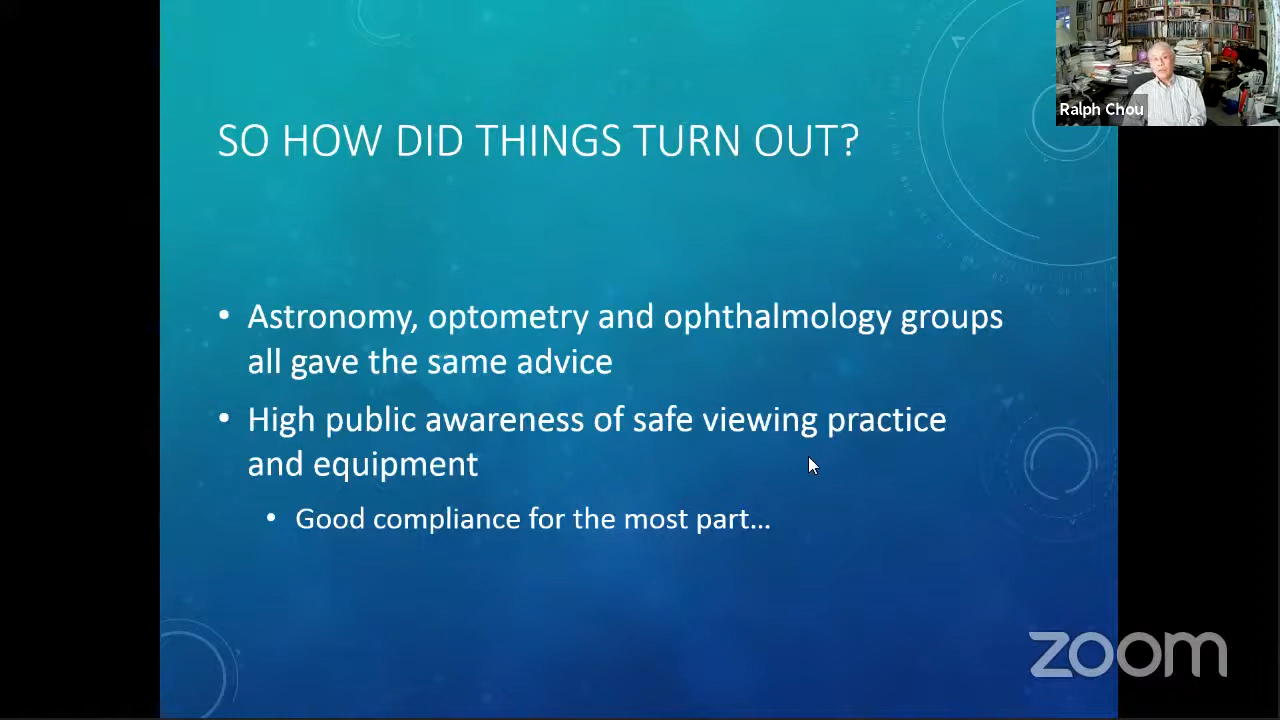 Ralph Chou
SO HOW DID THINGS TURN OUT?
• Astronomy, optometry and ophthalmology groups
all gave the same advice
• High public awareness of safe viewing practice
and equipment
• Good compliance for the most part…
zoom